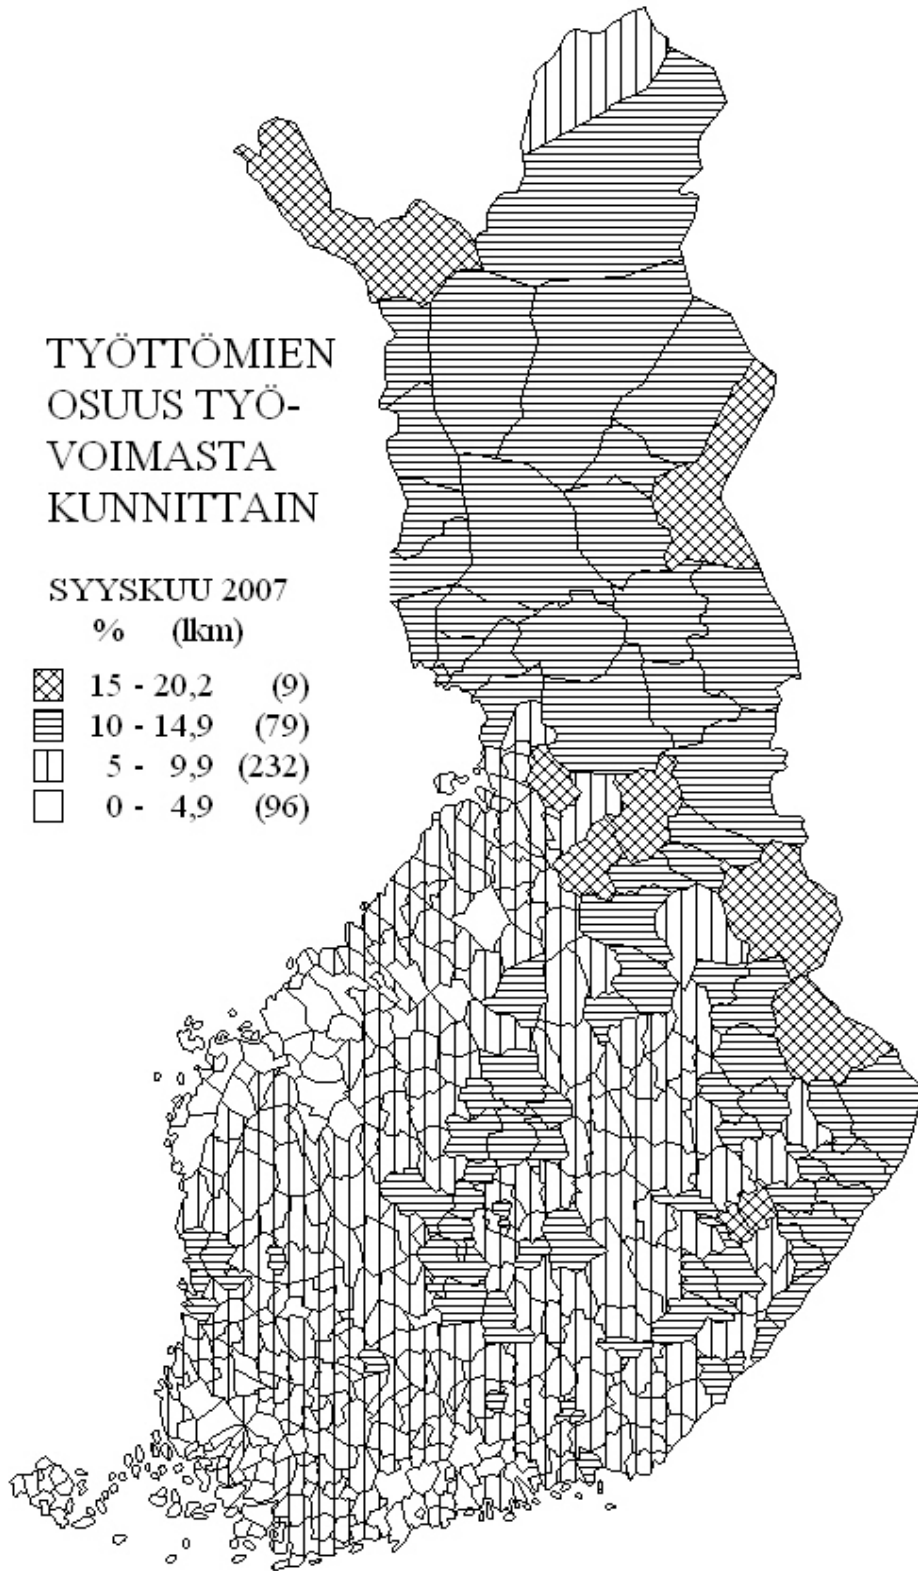 TYÖTTÖMIEN
OSUUS TYÖ-
VOIMASTA
KUNNITTAIN
SYYSKUU 2007
% (lkm)
15 - 20,2 (9)
10 - 14,9 (79)
5 - 9,9 (232)
0 - 4,9 (96)